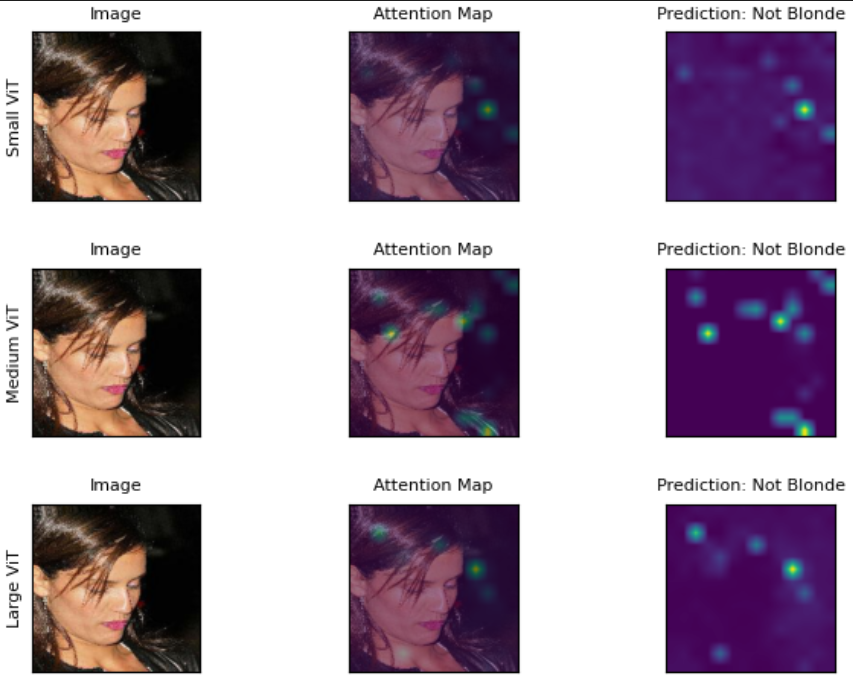 Image Attention Map Prediction: Not Blonde
Small ViT
Image Attention Map Prediction: Not Blonde
Medium ViT
Image Attention Map Prediction: Not Blonde
Large ViT